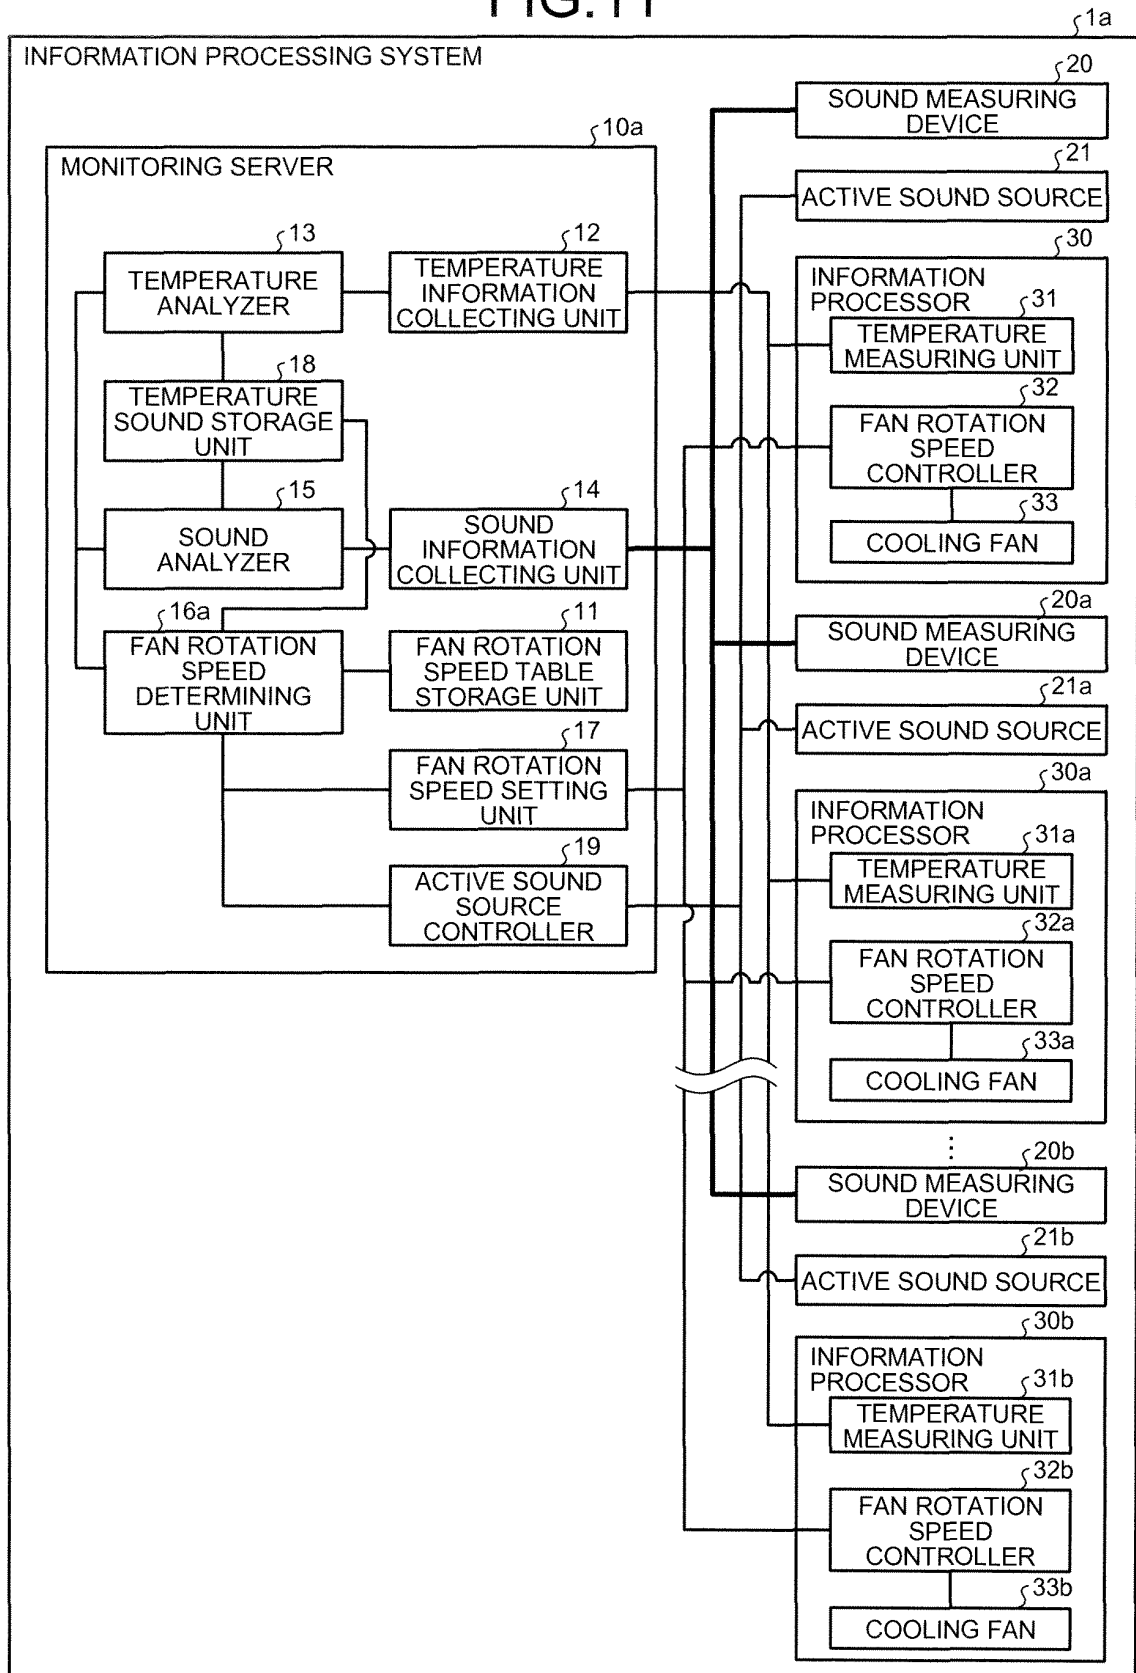 FIG.11
1a
INFORMATION PROCESSING SYSTEM
10a
MONITORING SERVER
13
TEMPERATURE
ANALYZER
12
TEMPERATURE
INFORMATION
COLLECTING UNIT
18
TEMPERATURE
SOUND STORAGE
UNIT
15
SOUND
ANALYZER
14
SOUND
INFORMATION
COLLECTING UNIT
16a
FAN ROTATION
SPEED
DETERMINING
UNIT
11
FAN ROTATION
SPEED TABLE
STORAGE UNIT
17
FAN ROTATION
SPEED SETTING
UNIT
19
ACTIVE SOUND
SOURCE
CONTROLLER
20
SOUND MEASURING
DEVICE
21
ACTIVE SOUND SOURCE
30
INFORMATION
PROCESSOR
31
TEMPERATURE
MEASURING UNIT
32
FAN ROTATION
SPEED
CONTROLLER
33
COOLING FAN
20a
SOUND MEASURING
DEVICE
21a
ACTIVE SOUND SOURCE
30a
INFORMATION
PROCESSOR
31a
TEMPERATURE
MEASURING UNIT
32a
FAN ROTATION
SPEED
CONTROLLER
33a
COOLING FAN
⋮
20b
SOUND MEASURING
DEVICE
21b
ACTIVE SOUND SOURCE
30b
INFORMATION
PROCESSOR
31b
TEMPERATURE
MEASURING UNIT
32b
FAN ROTATION
SPEED
CONTROLLER
33b
COOLING FAN